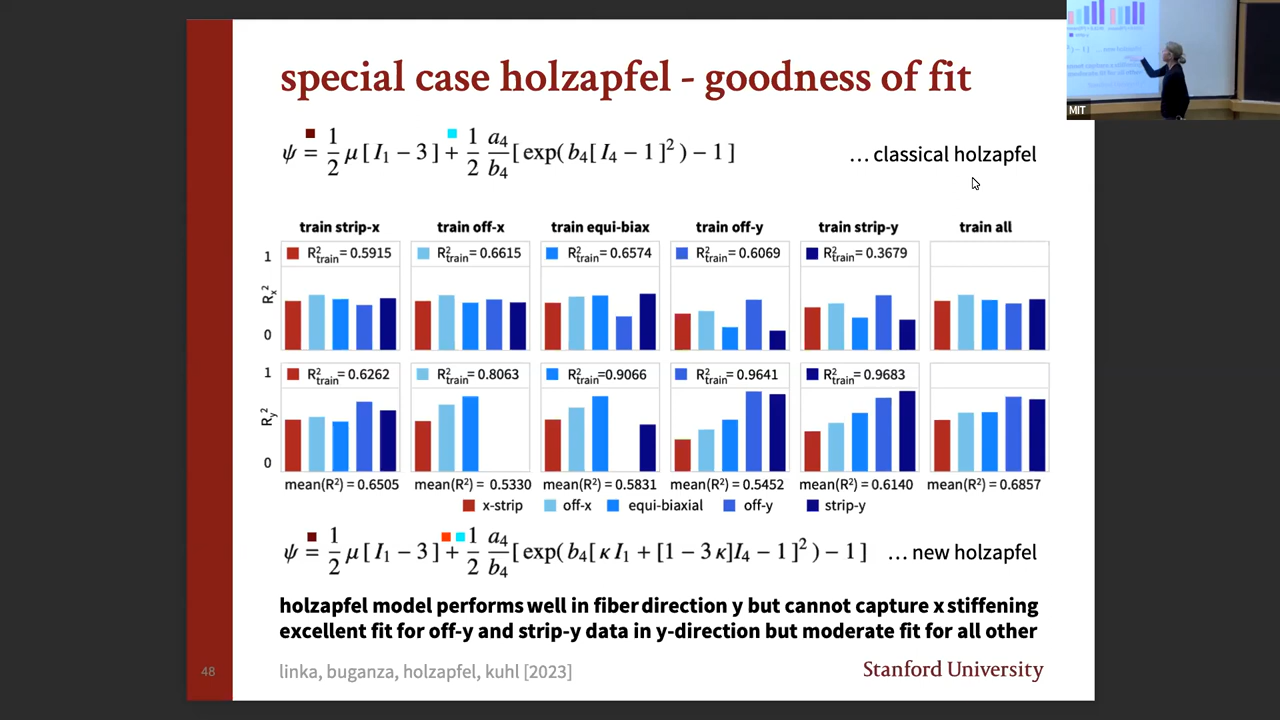 special case holzapfel - goodness of fit
ψ = 1/2 μ [ I₁ − 3 ] + 1/2 a₄/b₄ [ exp( b₄[ I₄ − 1 ]² ) − 1 ]
... classical holzapfel
MIT
train strip-x train off-x train equi-biax train off-y train strip-y train all
1 R²train= 0.5915 R²train= 0.6615 R²train= 0.6574 R²train= 0.6069 R²train= 0.3679
Rx²
0
1 R²train= 0.6262 R²train= 0.8063 R²train=0.9066 R²train= 0.9641 R²train= 0.9683
Ry²
0
mean(R²) = 0.6505 mean(R²) = 0.5330 mean(R²) = 0.5831 mean(R²) = 0.5452 mean(R²) = 0.6140 mean(R²) = 0.6857
x-strip off-x equi-biaxial off-y strip-y
ψ = 1/2 μ [ I₁ − 3 ] + 1/2 a₄/b₄ [ exp( b₄[ κ I₁ + [1 − 3 κ] I₄ − 1 ]² ) − 1 ] ... new holzapfel
holzapfel model performs well in fiber direction y but cannot capture x stiffening
excellent fit for off-y and strip-y data in y-direction but moderate fit for all other
48 linka, buganza, holzapfel, kuhl [2023] Stanford University